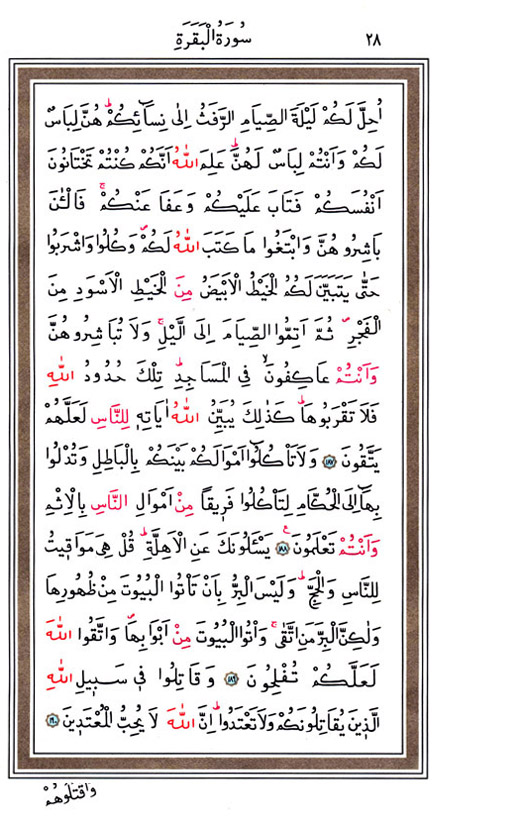 سُورَةُ الْبَقَرَةِ ٢٨
اُحِلَّ لَكُمْ لَيْلَةَ الصِّيَامِ الرَّفَثُ اِلٰى نِسَٓائِكُمْۜ هُنَّ لِبَاسٌ
لَكُمْ وَاَنْتُمْ لِبَاسٌ لَهُنَّۜ عَلِمَ اللّٰهُ اَنَّكُمْ كُنْتُمْ تَخْتَانُونَ
اَنْفُسَكُمْ فَتَابَ عَلَيْكُمْ وَعَفَا عَنْكُمْۚ فَالْـٰٔنَ
بَاشِرُوهُنَّ وَابْتَغُوا مَا كَتَبَ اللّٰهُ لَكُمْۖ وَكُلُوا وَاشْرَبُوا
حَتّٰى يَتَبَيَّنَ لَكُمُ الْخَيْطُ الْاَبْيَضُ مِنَ الْخَيْطِ الْاَسْوَدِ مِنَ
الْفَجْرِۖ ثُمَّ اَتِمُّوا الصِّيَامَ اِلَى الَّيْلِۚ وَلَا تُبَاشِرُوهُنَّ
وَاَنْتُمْ عَاكِفُونَۙ فِي الْمَسَاجِدِۜ تِلْكَ حُدُودُ اللّٰهِ
فَلَا تَقْرَبُوهَاۜ كَذٰلِكَ يُبَيِّنُ اللّٰهُ اٰيَاتِه۪ لِلنَّاسِ لَعَلَّهُمْ
يَتَّقُونَ ﴿١٨٧﴾ وَلَا تَأْكُلُٓوا اَمْوَالَكُمْ بَيْنَكُمْ بِالْبَاطِلِ وَتُدْلُوا
بِهَٓا اِلَى الْحُكَّامِ لِتَأْكُلُوا فَر۪يقًا مِنْ اَمْوَالِ النَّاسِ بِالْاِثْمِ
وَاَنْتُمْ تَعْلَمُونَ۟ ﴿١٨٨﴾ يَسْـَٔلُونَكَ عَنِ الْاَهِلَّةِۜ قُلْ هِيَ مَوَاق۪يتُ
لِلنَّاسِ وَالْحَجِّۜ وَلَيْسَ الْبِرُّ بِاَنْ تَأْتُوا الْبُيُوتَ مِنْ ظُهُورِهَا
وَلٰكِنَّ الْبِرَّ مَنِ اتَّقٰىۚ وَأْتُوا الْبُيُوتَ مِنْ اَبْوَابِهَاۖ وَاتَّقُوا اللّٰهَ
لَعَلَّكُمْ تُفْلِحُونَ ﴿١٨٩﴾ وَقَاتِلُوا ف۪ي سَب۪يلِ اللّٰهِ
الَّذ۪ينَ يُقَاتِلُونَكُمْ وَلَا تَعْتَدُواۜ اِنَّ اللّٰهَ لَا يُحِبُّ الْمُعْتَد۪ينَ ﴿١٩٠﴾
وَاقْتُلُوهُمْ